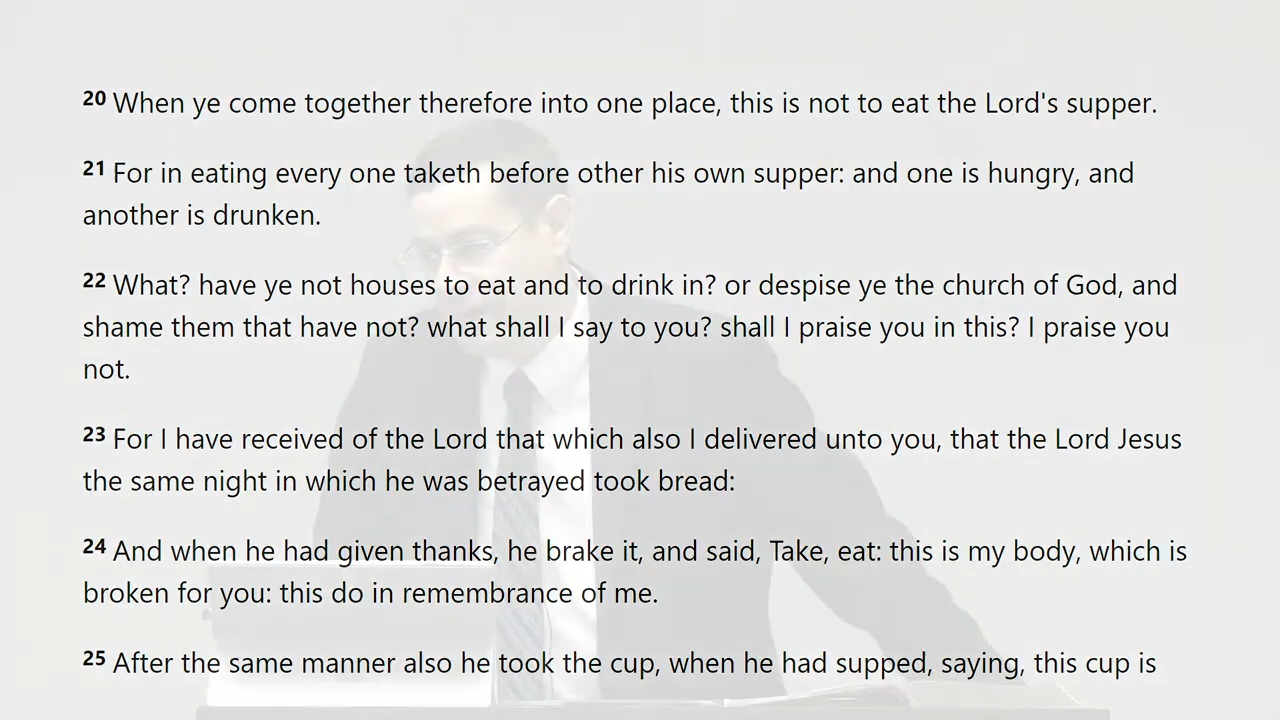 20 When ye come together therefore into one place, this is not to eat the Lord's supper.
21 For in eating every one taketh before other his own supper: and one is hungry, and
another is drunken.
22 What? have ye not houses to eat and to drink in? or despise ye the church of God, and
shame them that have not? what shall I say to you? shall I praise you in this? I praise you
not.
23 For I have received of the Lord that which also I delivered unto you, that the Lord Jesus
the same night in which he was betrayed took bread:
24 And when he had given thanks, he brake it, and said, Take, eat: this is my body, which is
broken for you: this do in remembrance of me.
25 After the same manner also he took the cup, when he had supped, saying, this cup is